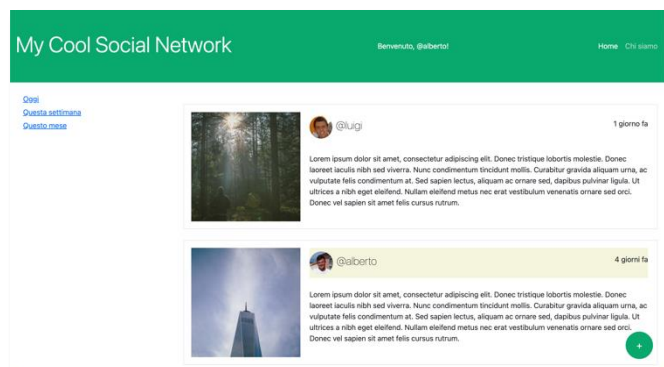 My Cool Social Network
Benvenuto, @alberto!
Home Chi siamo
Oggi
Questa settimana
Questo mese
@luigi
1 giorno fa
Lorem ipsum dolor sit amet, consectetur adipiscing elit. Donec tristique lobortis molestie. Donec
laoreet iaculis nibh sed viverra. Nunc condimentum tincidunt mollis. Curabitur gravida aliquam urna, ac
vulputate felis condimentum at. Sed sapien lectus, aliquam ac ornare sed, dapibus pulvinar ligula. Ut
ultrices a nibh eget eleifend. Nullam eleifend metus nec erat vestibulum venenatis ornare sed orci.
Donec vel sapien sit amet felis cursus rutrum.
@alberto
4 giorni fa
Lorem ipsum dolor sit amet, consectetur adipiscing elit. Donec tristique lobortis molestie. Donec
laoreet iaculis nibh sed viverra. Nunc condimentum tincidunt mollis. Curabitur gravida aliquam urna, ac
vulputate felis condimentum at. Sed sapien lectus, aliquam ac ornare sed, dapibus pulvinar ligula. Ut
ultrices a nibh eget eleifend. Nullam eleifend metus nec erat vestibulum venenatis ornare sed orci.
Donec vel sapien sit amet felis cursus rutrum.
+